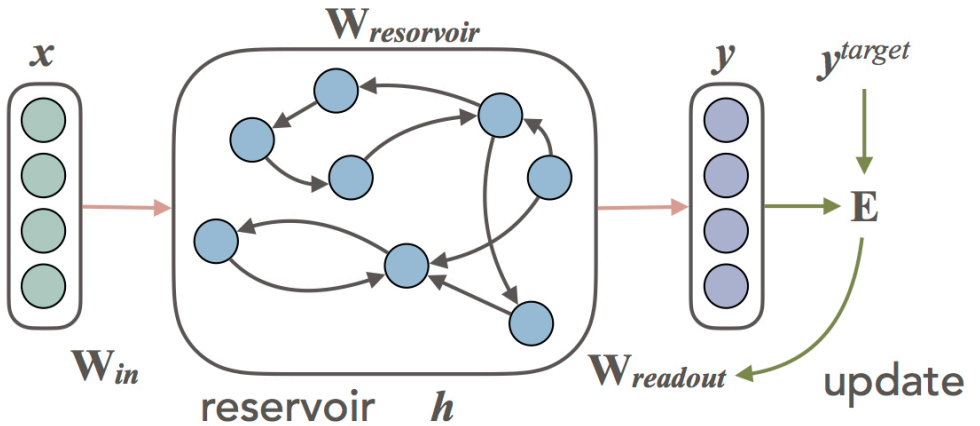 W_resorvoir
x
y
y^target
E
W_in
W_readout
update
reservoir h